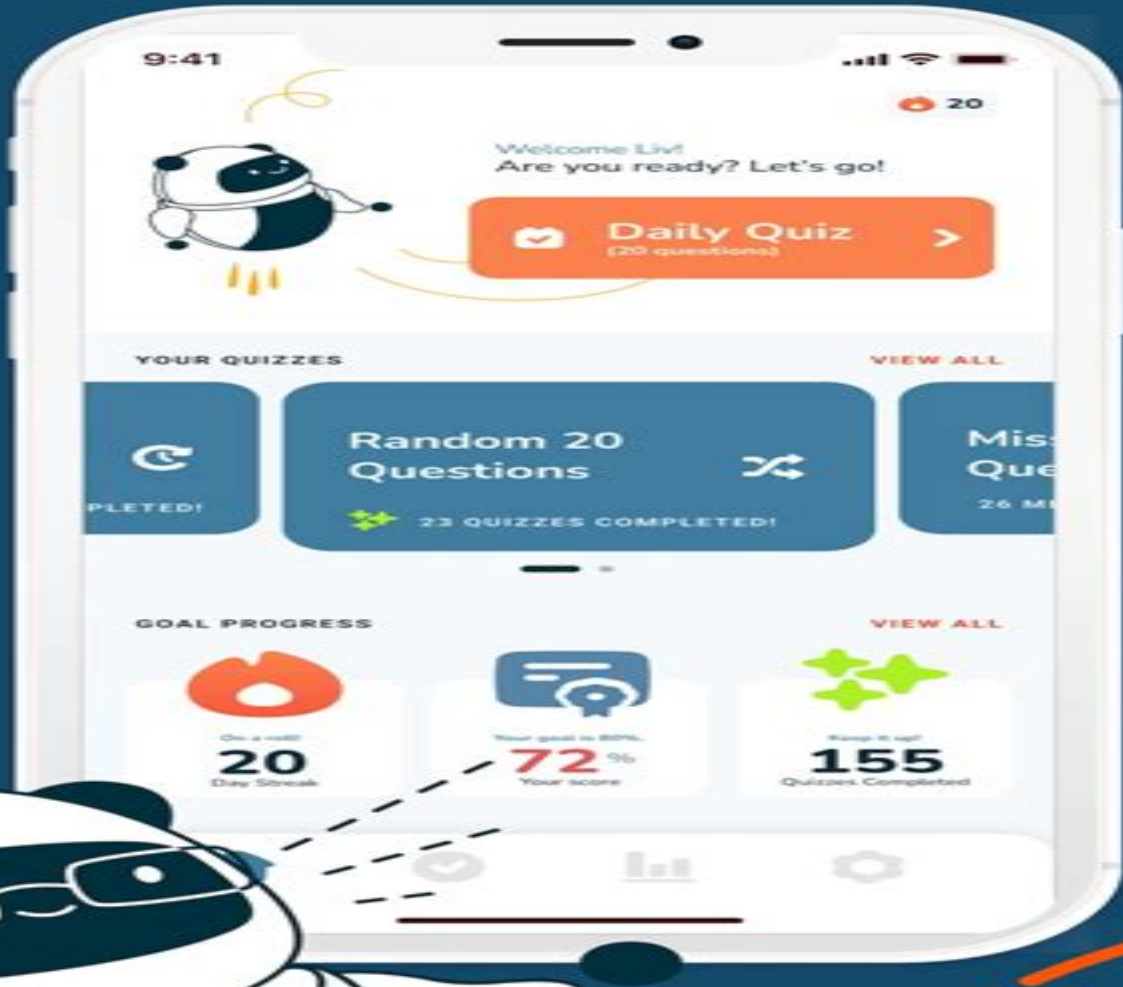 9:41
20
Welcome Liv!
Are you ready? Let's go!
Daily Quiz
(20 questions)
YOUR QUIZZES
VIEW ALL
PLETED!
Random 20
Questions
23 QUIZZES COMPLETED!
Mis
Que
26 MI
GOAL PROGRESS
VIEW ALL
On a roll!
20
Day Streak
Your goal is 80%.
72 %
Your score
Keep it up!
155
Quizzes Completed